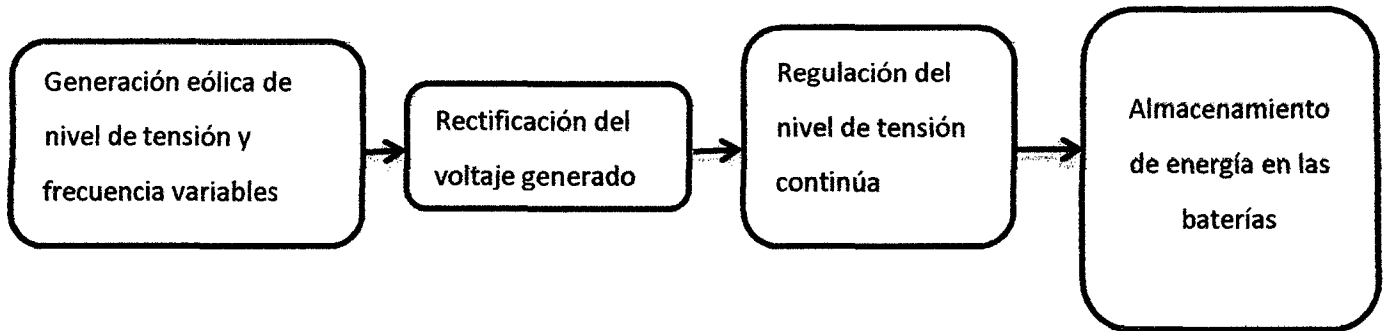 Generación eólica de
nivel de tensión y
frecuencia variables
Rectificación del
voltaje generado
Regulación del
nivel de tensión
continúa
Almacenamiento
de energía en las
baterías